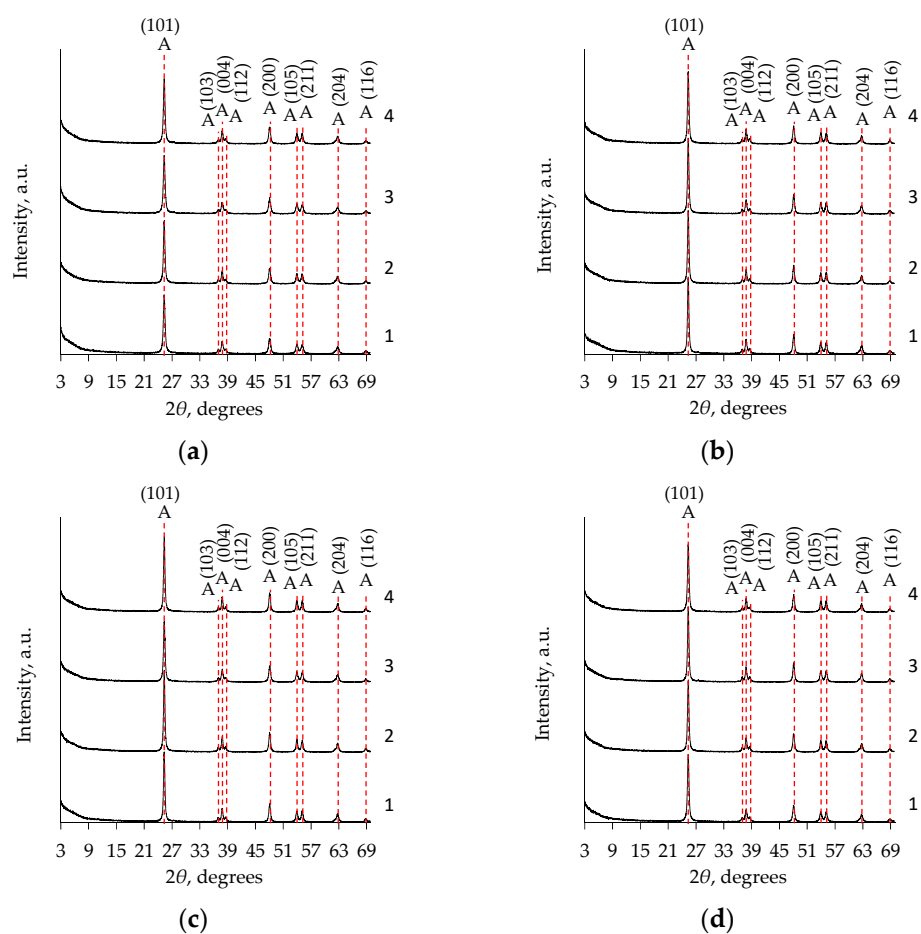 (101)
A
(103)
A
(004)
A
(112)
A
(200)
A
(105)
A
(211)
A
(204)
A
(116)
A
4
3
2
1
Intensity, a.u.
3 9 15 21 27 33 39 45 51 57 63 69
2θ, degrees
(a)
(101)
A
(103)
A
(004)
A
(112)
A
(200)
A
(105)
A
(211)
A
(204)
A
(116)
A
4
3
2
1
Intensity, a.u.
3 9 15 21 27 33 39 45 51 57 63 69
2θ, degrees
(b)
(101)
A
(103)
A
(004)
A
(112)
A
(200)
A
(105)
A
(211)
A
(204)
A
(116)
A
4
3
2
1
Intensity, a.u.
3 9 15 21 27 33 39 45 51 57 63 69
2θ, degrees
(c)
(101)
A
(103)
A
(004)
A
(112)
A
(200)
A
(105)
A
(211)
A
(204)
A
(116)
A
4
3
2
1
Intensity, a.u.
3 9 15 21 27 33 39 45 51 57 63 69
2θ, degrees
(d)